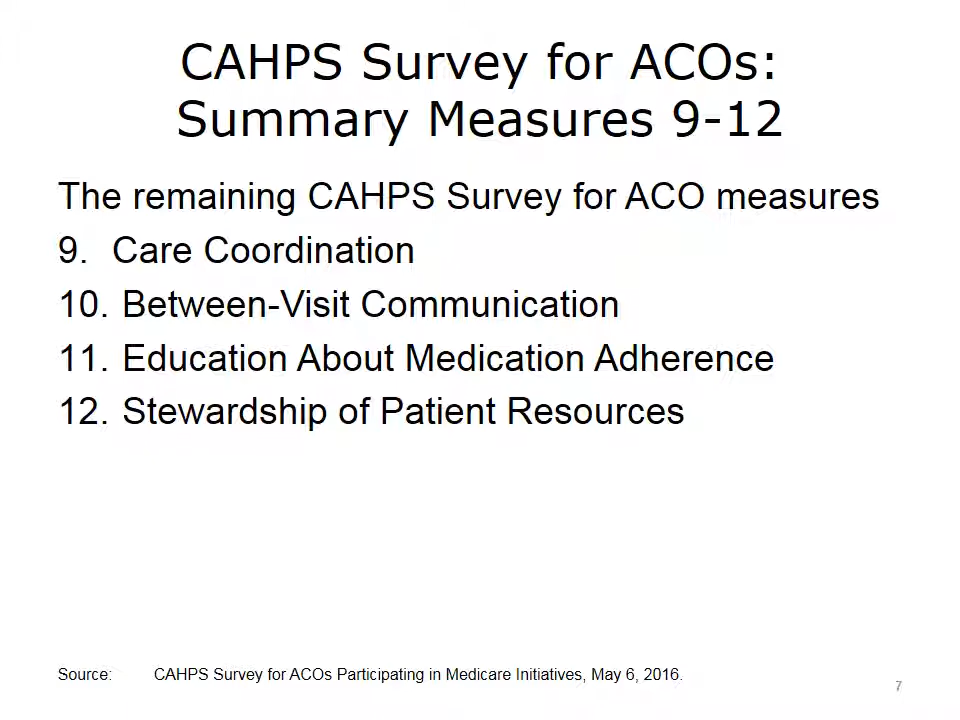 CAHPS Survey for ACOs:
Summary Measures 9-12
The remaining CAHPS Survey for ACO measures
9. Care Coordination
10. Between-Visit Communication
11. Education About Medication Adherence
12. Stewardship of Patient Resources
Source: CAHPS Survey for ACOs Participating in Medicare Initiatives, May 6, 2016.
7